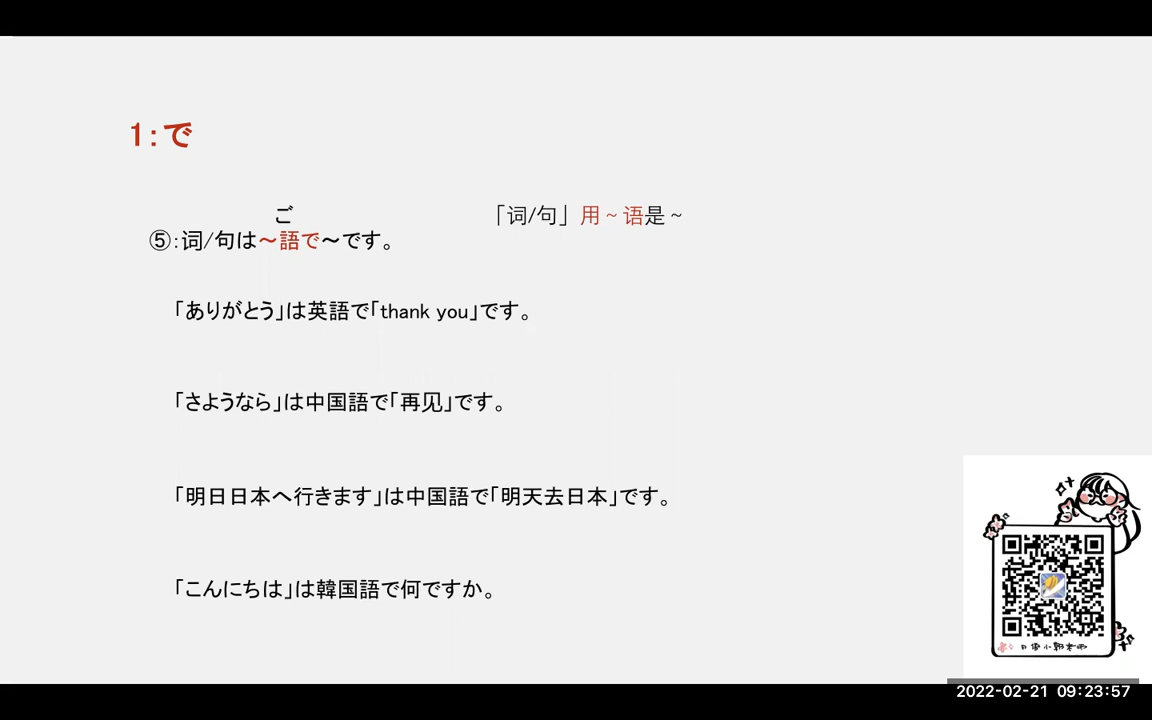 1：で
ご
「词/句」用～语是～
⑤：词/句は～語で～です。
「ありがとう」は英語で「thank you」です。
「さようなら」は中国語で「再见」です。
「明日日本へ行きます」は中国語で「明天去日本」です。
「こんにちは」は韓国語で何ですか。
2022-02-21 09:23:57